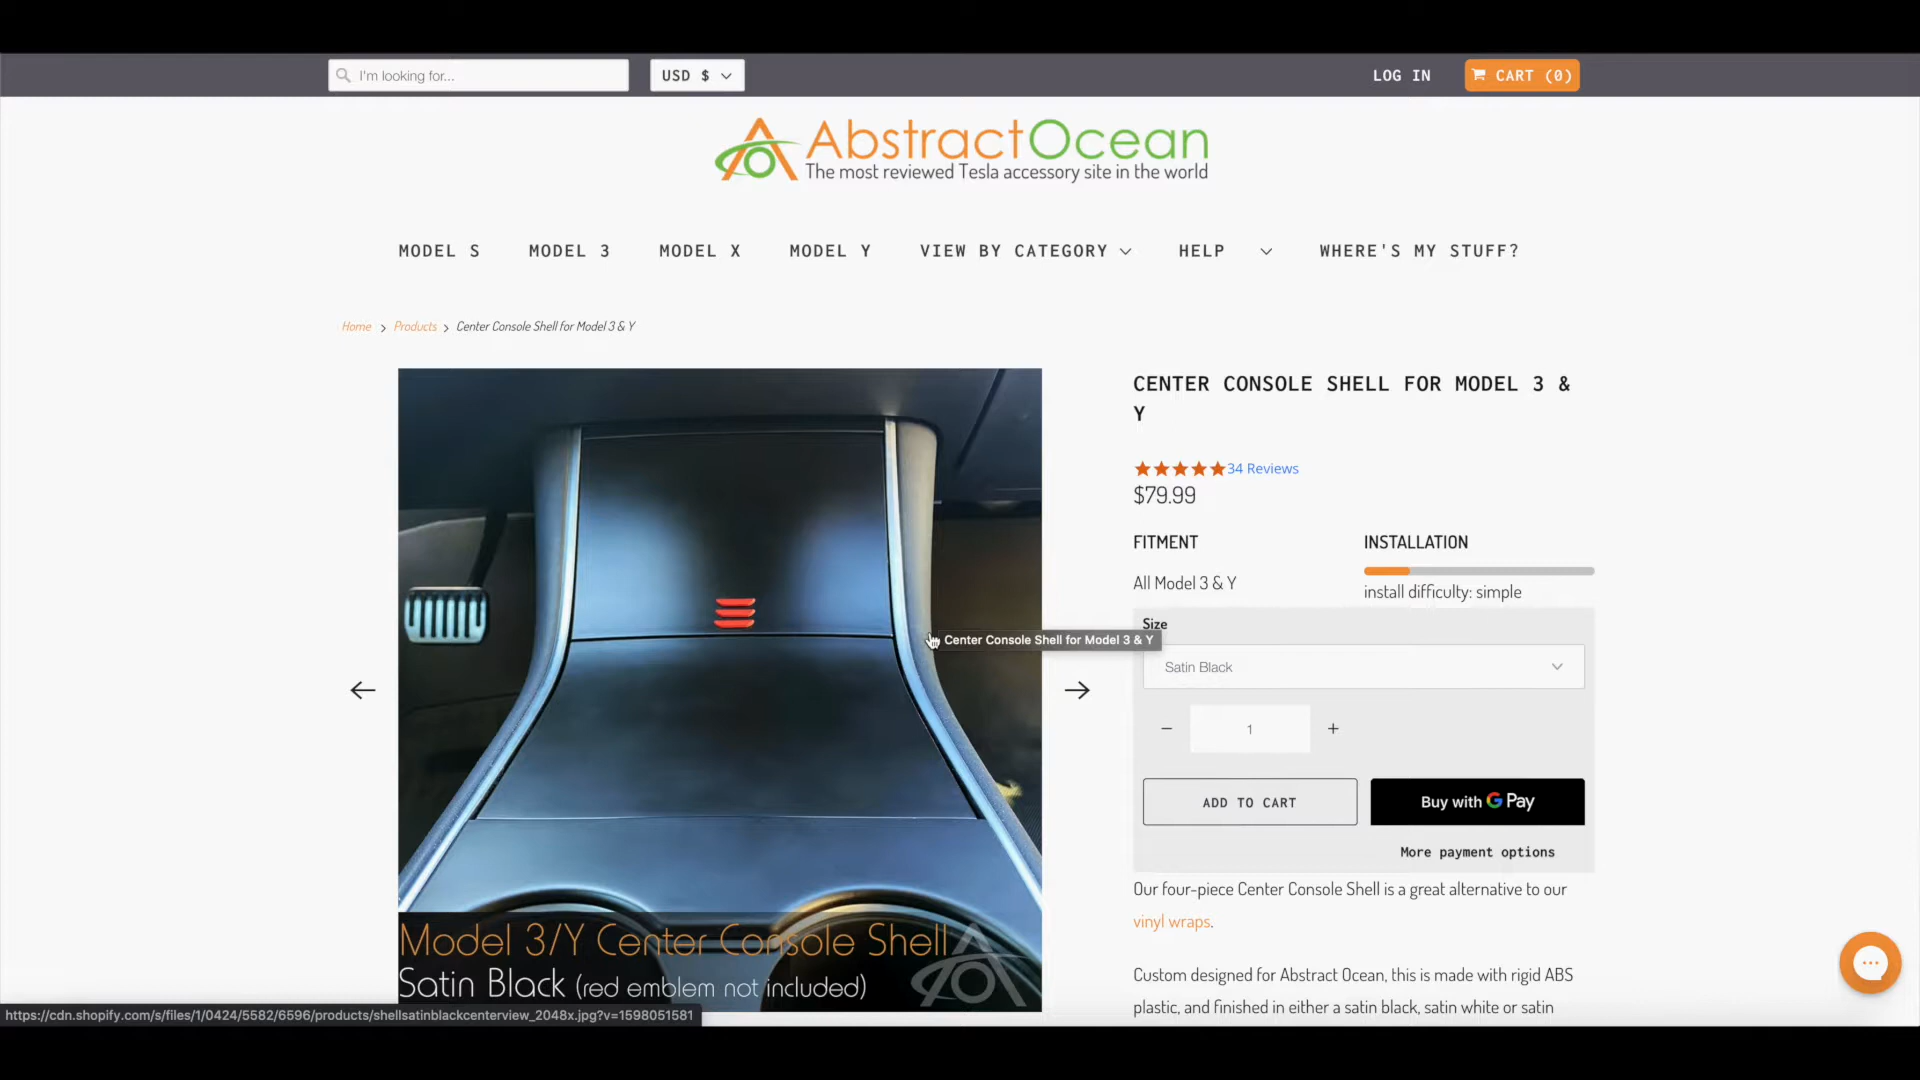 I'm looking for...
USD $
LOG IN
CART (0)
AbstractOcean
The most reviewed Tesla accessory site in the world
MODEL S
MODEL 3
MODEL X
MODEL Y
VIEW BY CATEGORY
HELP
WHERE'S MY STUFF?
Home > Products > Center Console Shell for Model 3 & Y
CENTER CONSOLE SHELL FOR MODEL 3 &
Y
34 Reviews
$79.99
FITMENT
All Model 3 & Y
INSTALLATION
install difficulty: simple
Size
Center Console Shell for Model 3 & Y
Satin Black
− 1 +
ADD TO CART
Buy with G Pay
More payment options
Our four-piece Center Console Shell is a great alternative to our
vinyl wraps.
Custom designed for Abstract Ocean, this is made with rigid ABS
plastic, and finished in either a satin black, satin white or satin
Model 3/Y Center Console Shell
Satin Black (red emblem not included)
https://cdn.shopify.com/s/files/1/0424/5582/6596/products/shellsatinblackcenterview_2048x.jpg?v=1598051581